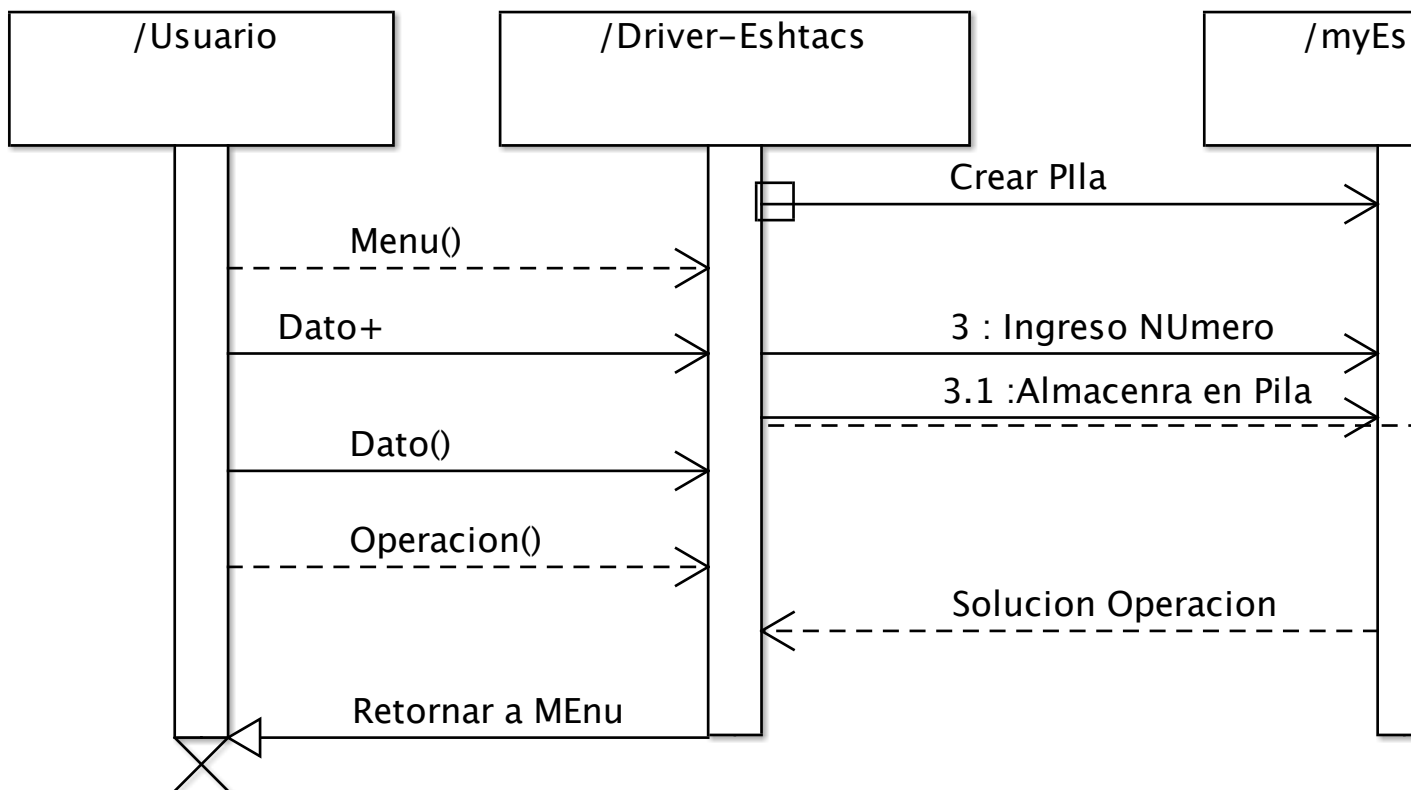 /Usuario
/Driver-Eshtacs
/myEs
Crear PIla
Menu()
Dato+
3 : Ingreso NUmero
3.1 :Almacenra en Pila
Dato()
Operacion()
Solucion Operacion
Retornar a MEnu